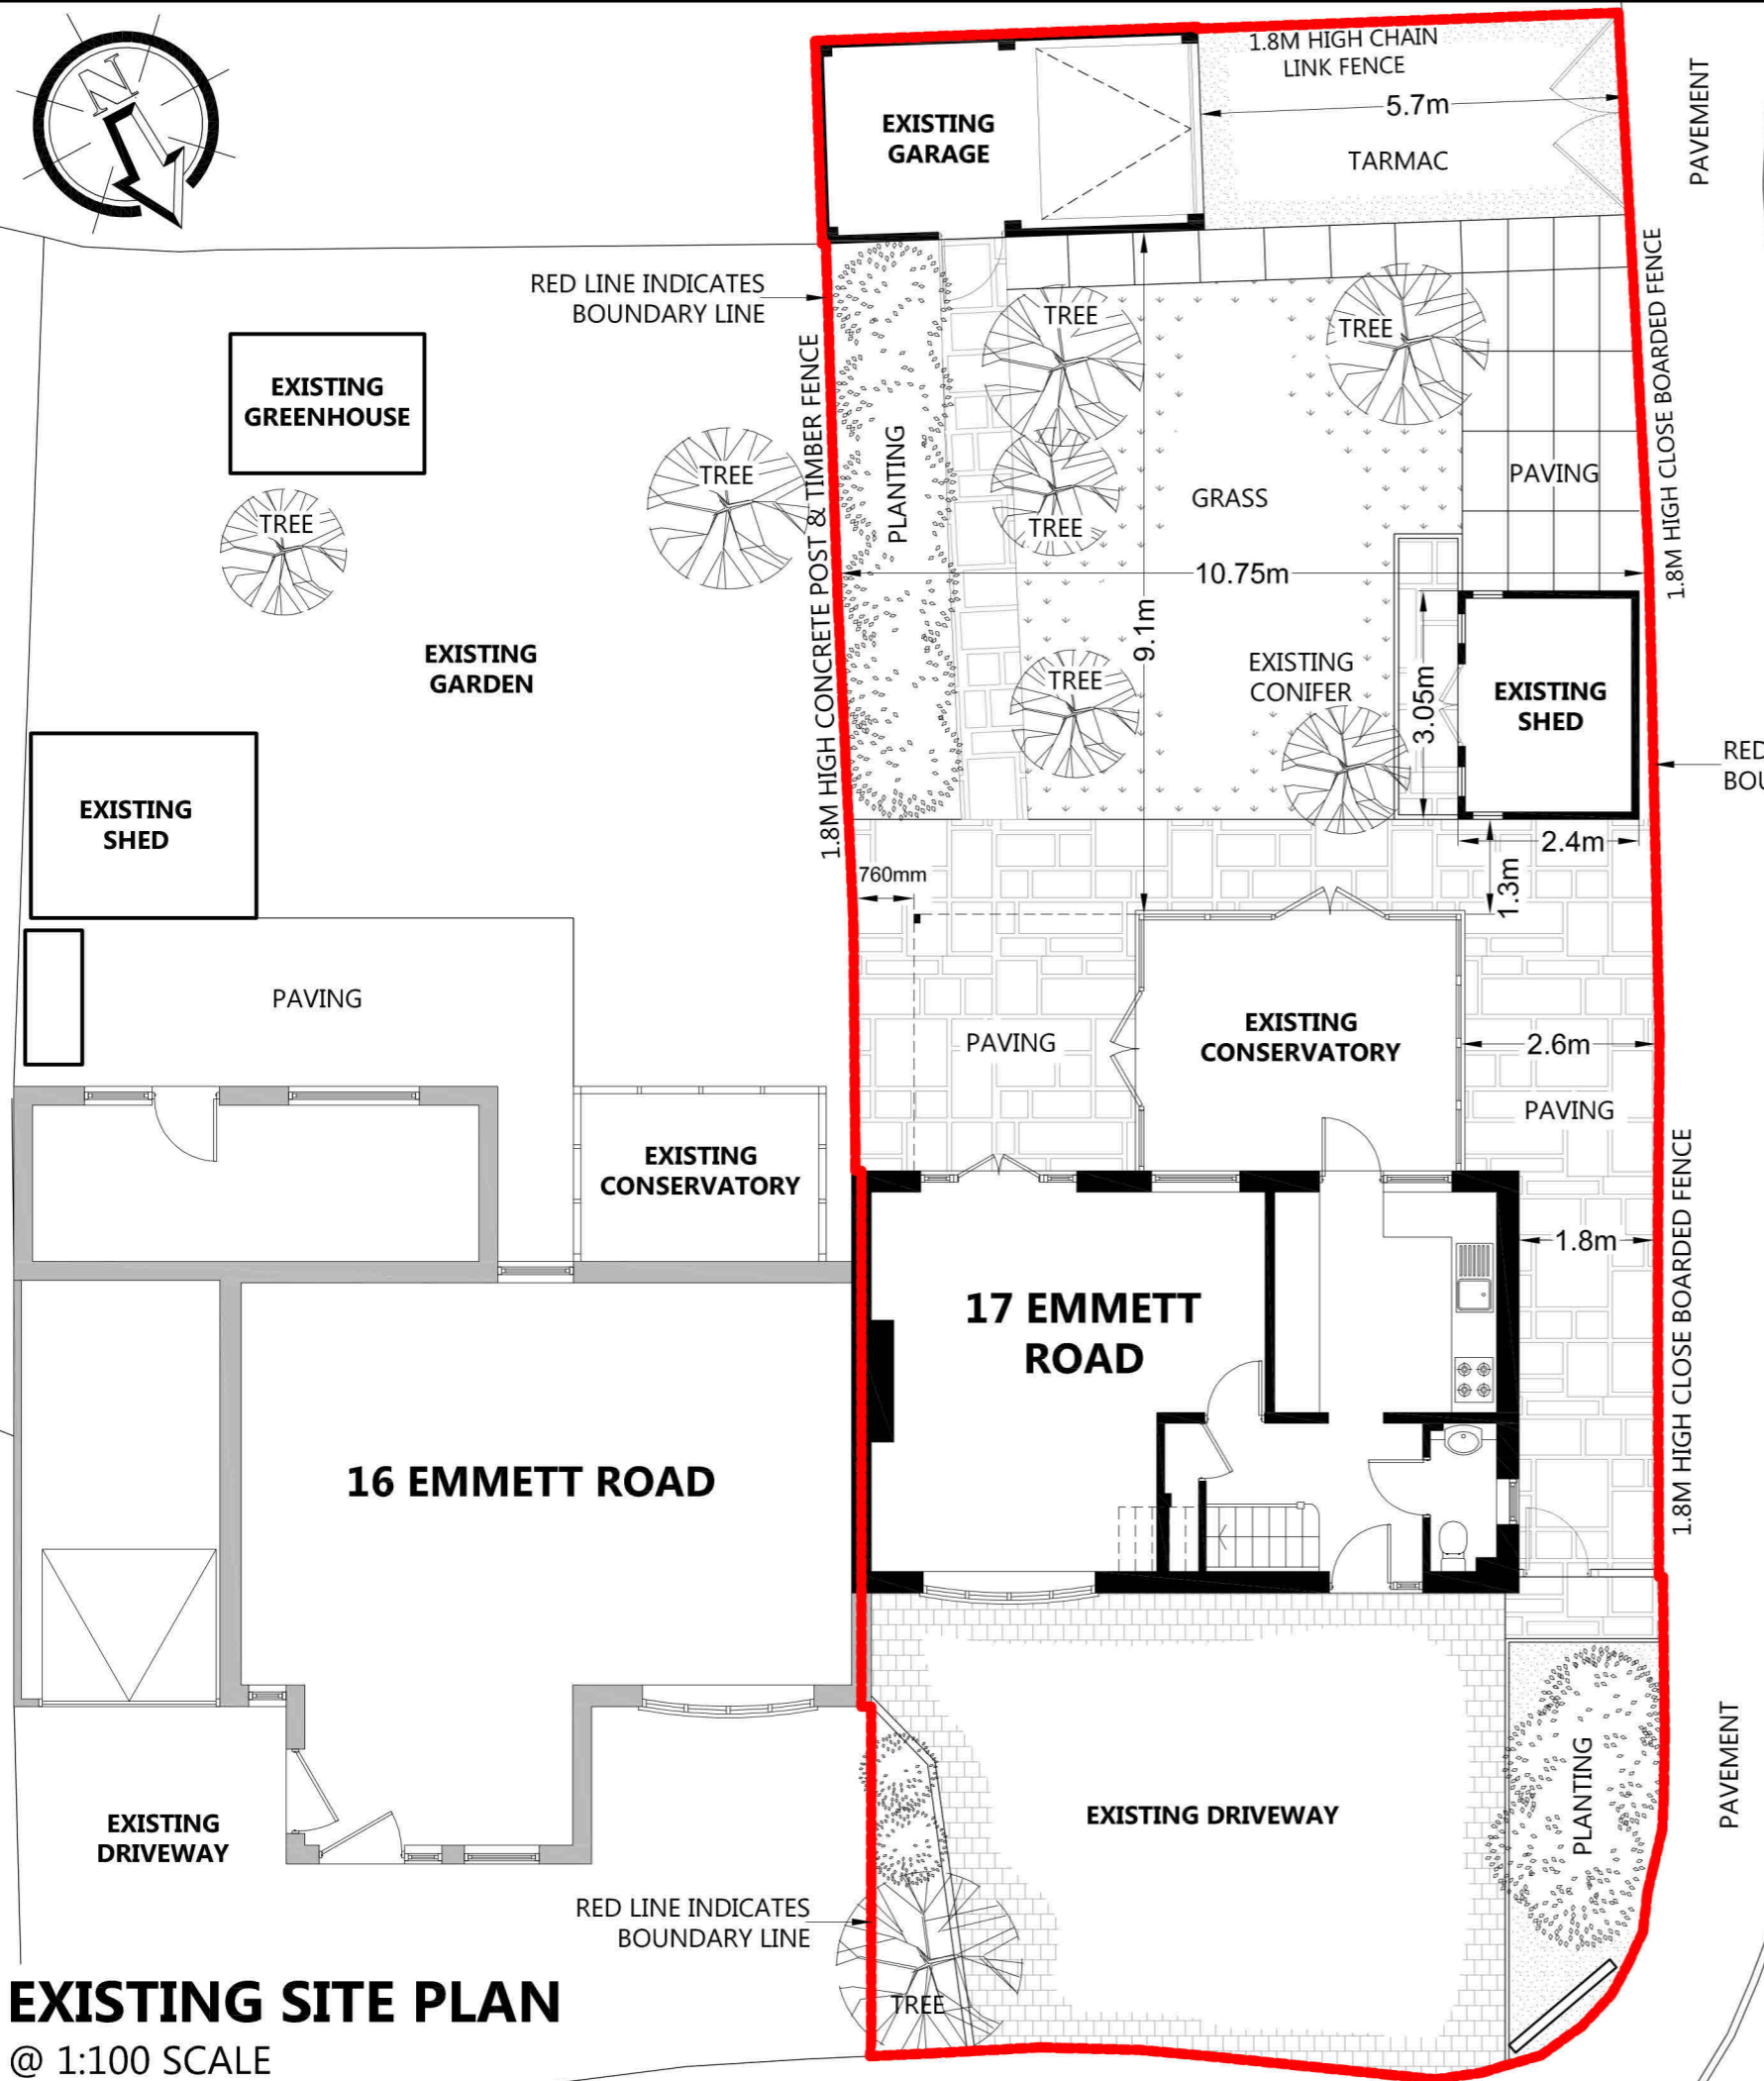 N
1.8M HIGH CHAIN
LINK FENCE
5.7m
TARMAC
PAVEMENT
EXISTING
GARAGE
RED LINE INDICATES
BOUNDARY LINE
1.8M HIGH CONCRETE POST & TIMBER FENCE
1.8M HIGH CLOSE BOARDED FENCE
EXISTING
GREENHOUSE
TREE
TREE
TREE
TREE
TREE
PLANTING
GRASS
PAVING
10.75m
9.1m
EXISTING
GARDEN
TREE
EXISTING
CONIFER
3.05m
EXISTING
SHED
RED
BOU
EXISTING
SHED
2.4m
1.3m
760mm
PAVING
PAVING
EXISTING
CONSERVATORY
2.6m
PAVING
EXISTING
CONSERVATORY
1.8m
1.8M HIGH CLOSE BOARDED FENCE
17 EMMETT
ROAD
16 EMMETT ROAD
EXISTING
DRIVEWAY
EXISTING DRIVEWAY
PLANTING
PAVEMENT
RED LINE INDICATES
BOUNDARY LINE
TREE
EXISTING SITE PLAN
@ 1:100 SCALE